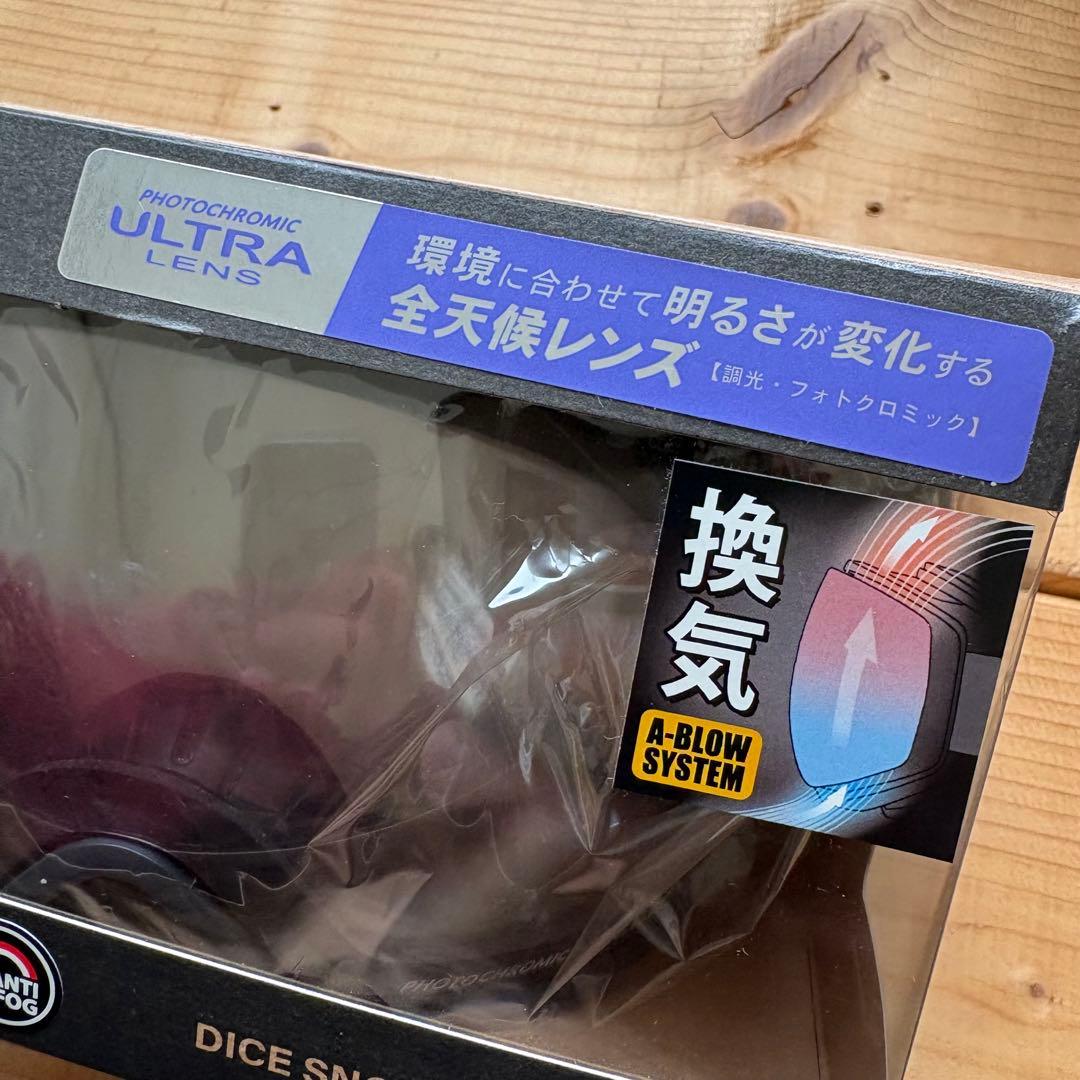 PHOTOCHROMIC
ULTRA
LENS
環境に合わせて明るさが変化する
全天候レンズ【調光・フォトクロミック】
換気
A-BLOW
SYSTEM
PHOTOCHROMIC
ANTI
FOG
DICE